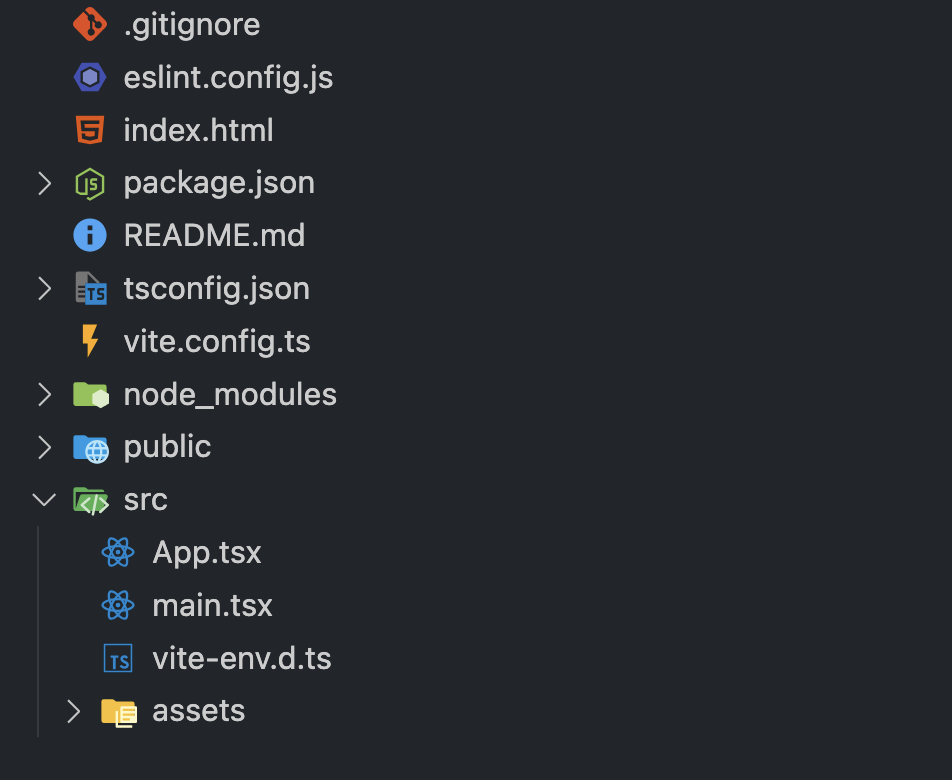 .gitignore
eslint.config.js
index.html
package.json
README.md
tsconfig.json
vite.config.ts
node_modules
public
src
App.tsx
main.tsx
vite-env.d.ts
assets